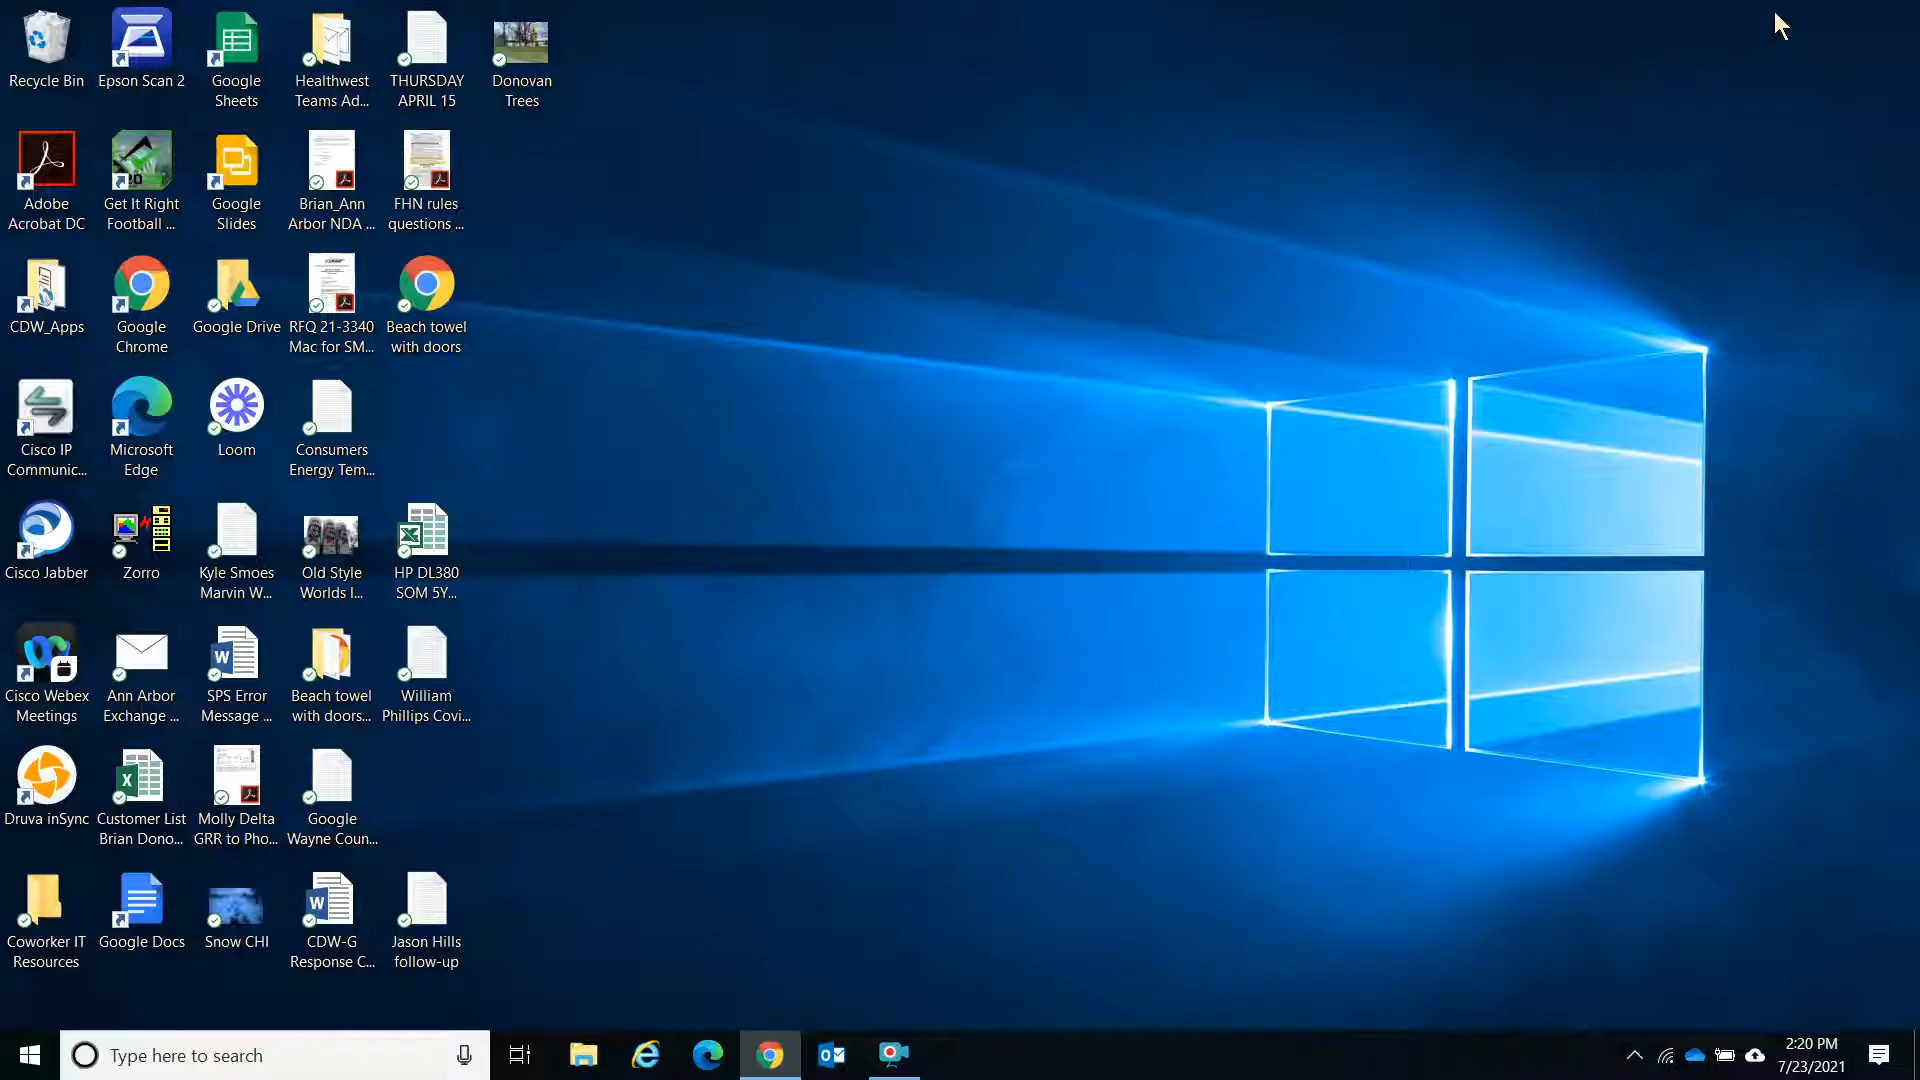 Recycle Bin
Epson Scan 2
Google
Sheets
Healthwest
Teams Ad...
THURSDAY
APRIL 15
Donovan
Trees
Adobe
Acrobat DC
Get It Right
Football ...
Google
Slides
Brian_Ann
Arbor NDA ...
FHN rules
questions ...
CDW_Apps
Google
Chrome
Google Drive
RFQ 21-3340
Mac for SM...
Beach towel
with doors
Cisco IP
Communic...
Microsoft
Edge
Loom
Consumers
Energy Tem...
Cisco Jabber
Zorro
Kyle Smoes
Marvin W...
Old Style
Worlds I...
HP DL380
SOM 5Y...
Cisco Webex
Meetings
Ann Arbor
Exchange ...
SPS Error
Message ...
Beach towel
with doors...
William
Phillips Covi...
Druva inSync
Customer List
Brian Dono...
Molly Delta
GRR to Pho...
Google
Wayne Coun...
Coworker IT
Resources
Google Docs
Snow CHI
CDW-G
Response C...
Jason Hills
follow-up
Type here to search
2:20 PM
7/23/2021